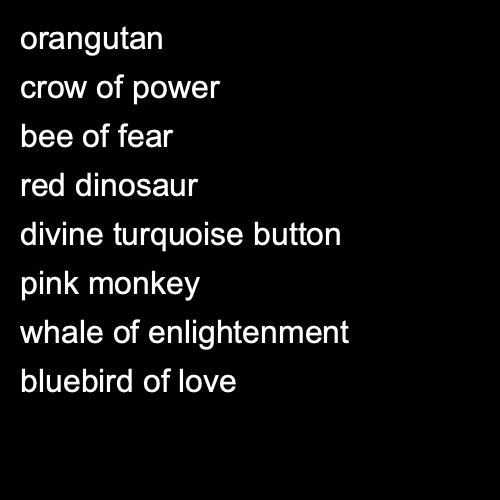 orangutan
crow of power
bee of fear
red dinosaur
divine turquoise button
pink monkey
whale of enlightenment
bluebird of love